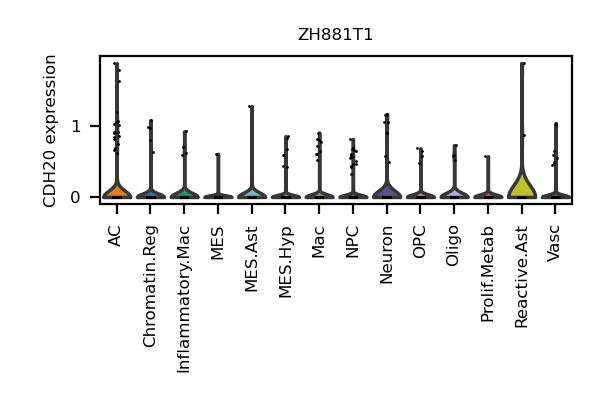 ZH881T1
CDH20 expression
1
0
AC
Chromatin.Reg
Inflammatory.Mac
MES
MES.Ast
MES.Hyp
Mac
NPC
Neuron
OPC
Oligo
Prolif.Metab
Reactive.Ast
Vasc